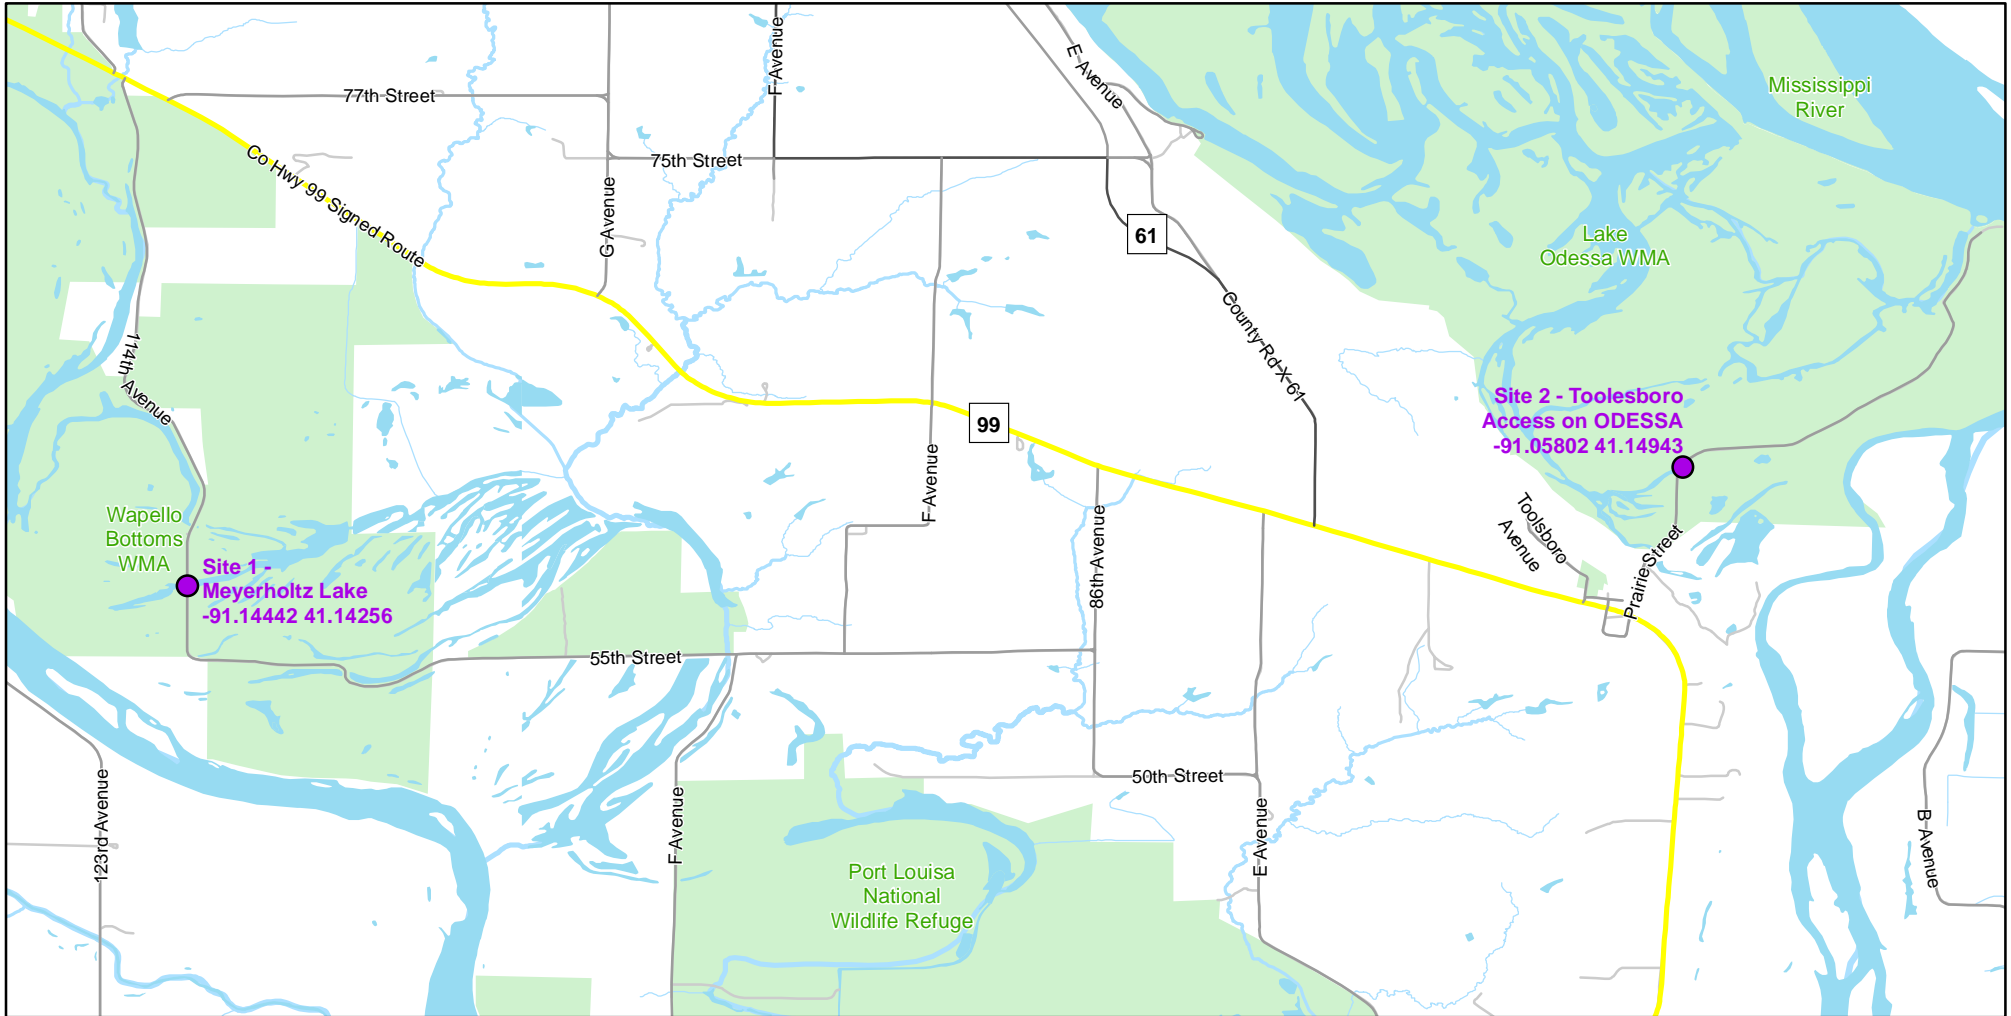 F Avenue
E Avenue
Mississippi
River
77th Street
75th Street
Co Hwy 99 Signed Route
G Avenue
61
Lake
Odessa WMA
County Rd X 61
114th Avenue
99
Site 2 - Toolesboro
Access on ODESSA
-91.05802 41.14943
F Avenue
Toolsboro
Avenue
Wapello
Bottoms
WMA
86th Avenue
Prairie Street
Site 1 -
Meyerholtz Lake
-91.14442 41.14256
55th Street
50th Street
123rd Avenue
F Avenue
E Avenue
B Avenue
Port Louisa
National
Wildlife Refuge